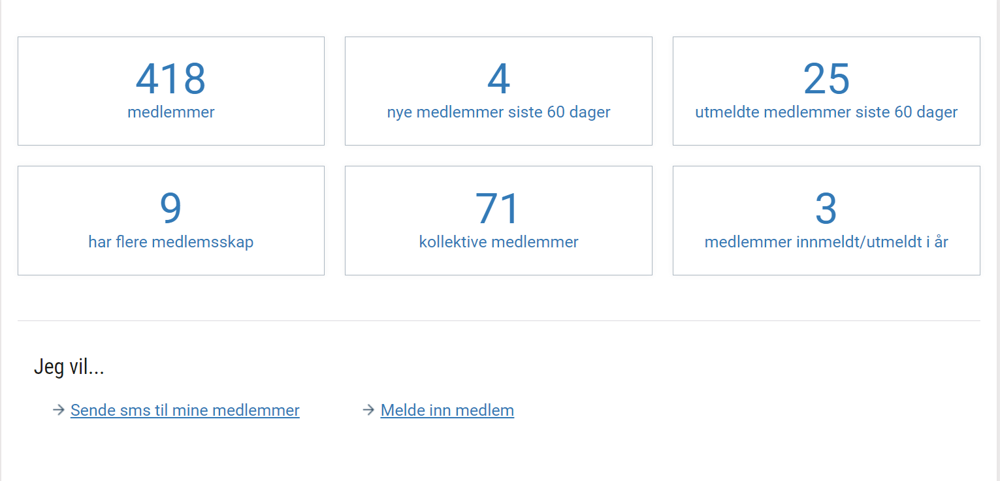 418
medlemmer
4
nye medlemmer siste 60 dager
25
utmeldte medlemmer siste 60 dager
9
har flere medlemsskap
71
kollektive medlemmer
3
medlemmer innmeldt/utmeldt i år
Jeg vil...
→ Sende sms til mine medlemmer
→ Melde inn medlem